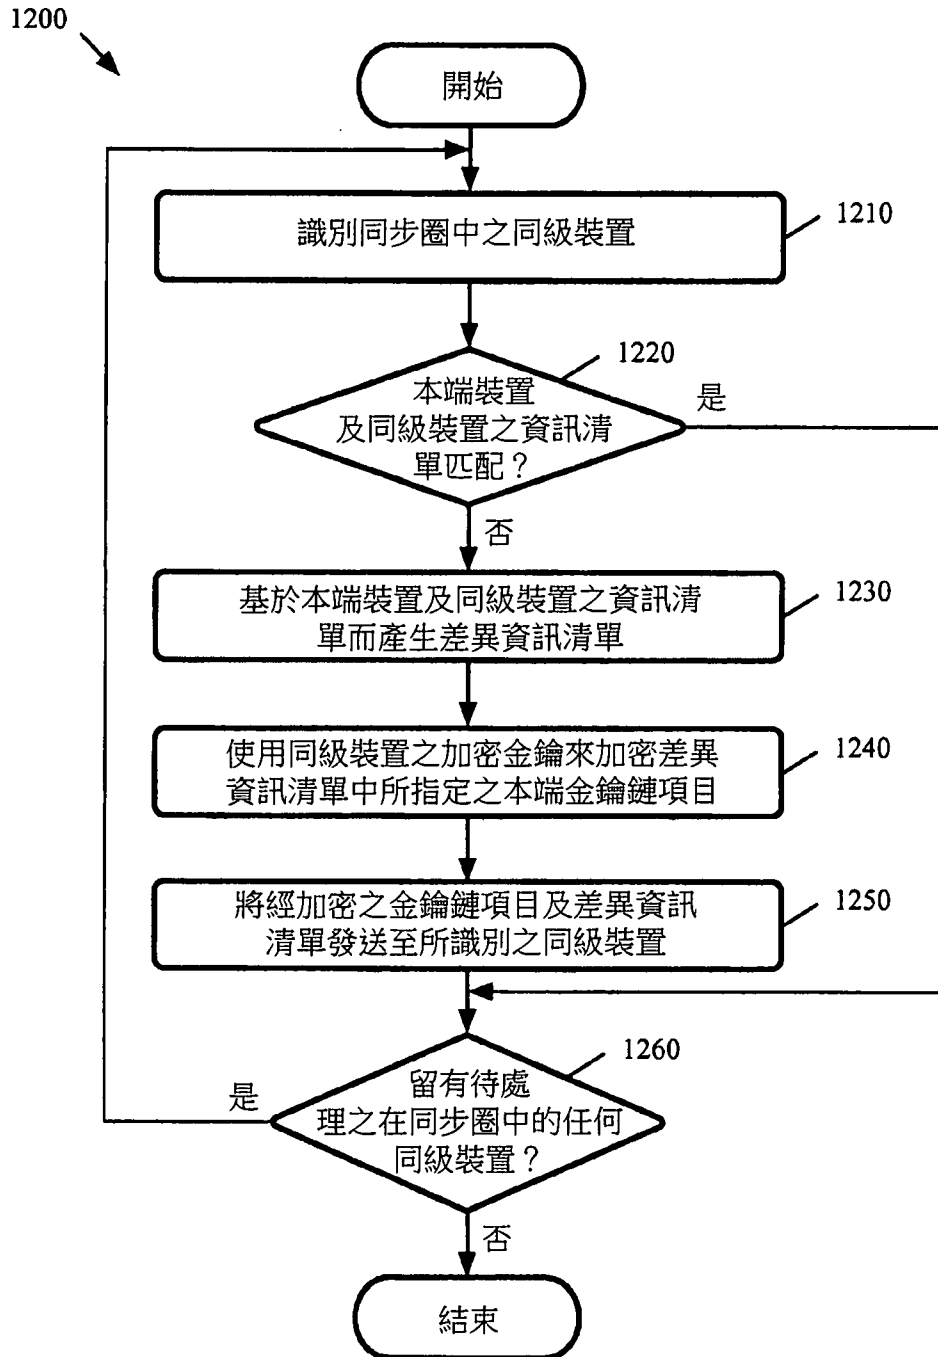 1200
開始
識別同步圈中之同級裝置
1210
1220
本端裝置
及同級裝置之資訊清
單匹配？
是
否
基於本端裝置及同級裝置之資訊清
單而產生差異資訊清單
1230
使用同級裝置之加密金鑰來加密差異
資訊清單中所指定之本端金鑰鏈項目
1240
將經加密之金鑰鏈項目及差異資訊
清單發送至所識別之同級裝置
1250
1260
留有待處
理之在同步圈中的任何
同級裝置？
是
否
結束